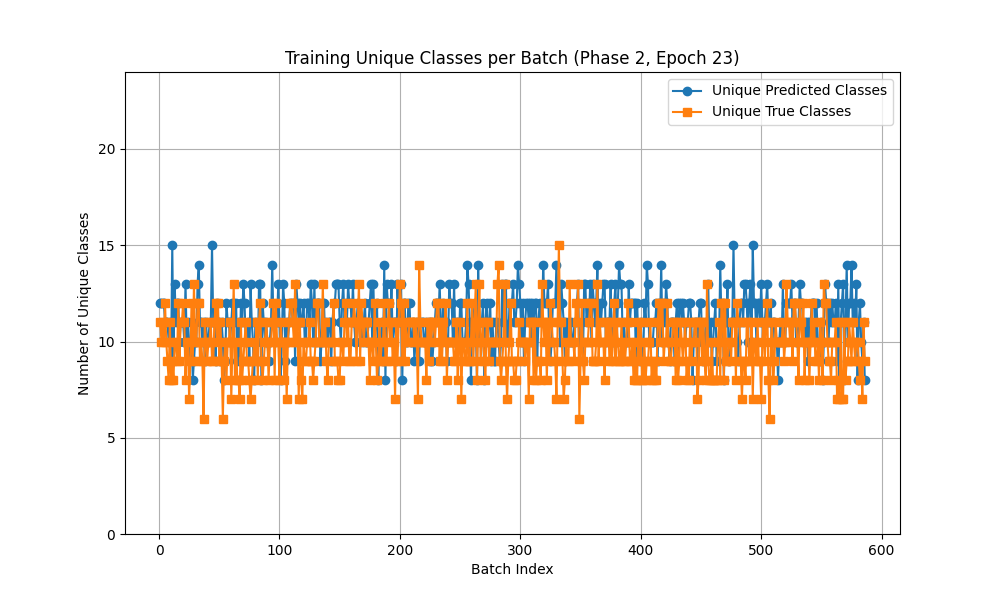 Training Unique Classes per Batch (Phase 2, Epoch 23)
Unique Predicted Classes
Unique True Classes
Number of Unique Classes
20
15
10
5
0
0 100 200 300 400 500 600
Batch Index